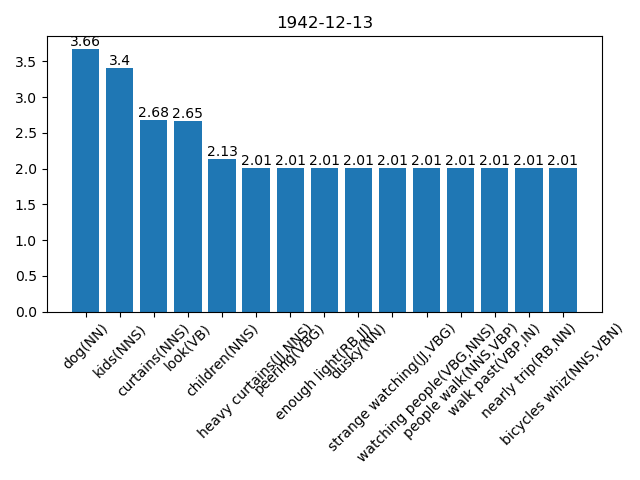 1942-12-13
3.66
3.4
2.68
2.65
2.13
2.01
2.01
2.01
2.01
2.01
2.01
2.01
2.01
2.01
2.01
3.5
3.0
2.5
2.0
1.5
1.0
0.5
0.0
dog(NN)
kids(NNS)
curtains(NNS)
look(VB)
children(NNS)
heavy curtains(JJ,NNS)
peering(VBG)
enough light(RB,JJ)
dusky(NN)
strange watching(JJ,VBG)
watching people(VBG,NNS)
people walk(NNS,VBP)
walk past(VBP,IN)
nearly trip(RB,NN)
bicycles whiz(NNS,VBN)